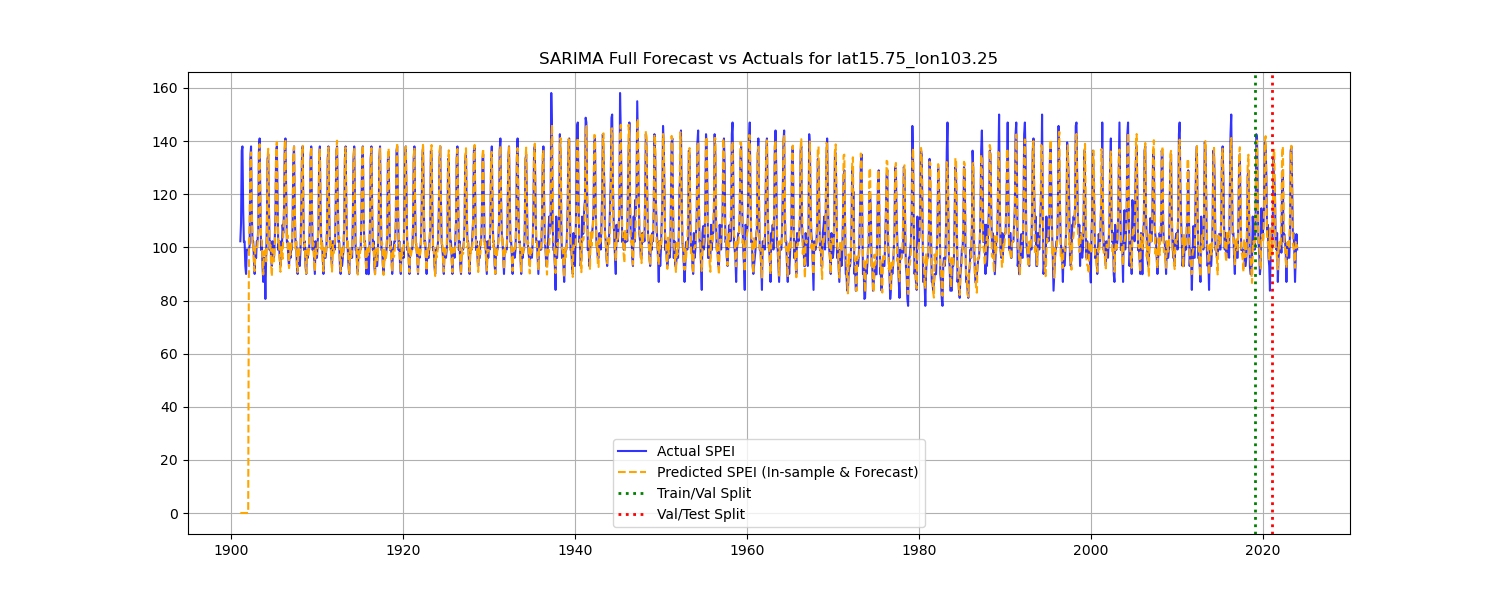 SARIMA Full Forecast vs Actuals for lat15.75_lon103.25
160
140
120
100
80
60
40
20
0
Actual SPEI
Predicted SPEI (In-sample & Forecast)
Train/Val Split
Val/Test Split
1900 1920 1940 1960 1980 2000 2020